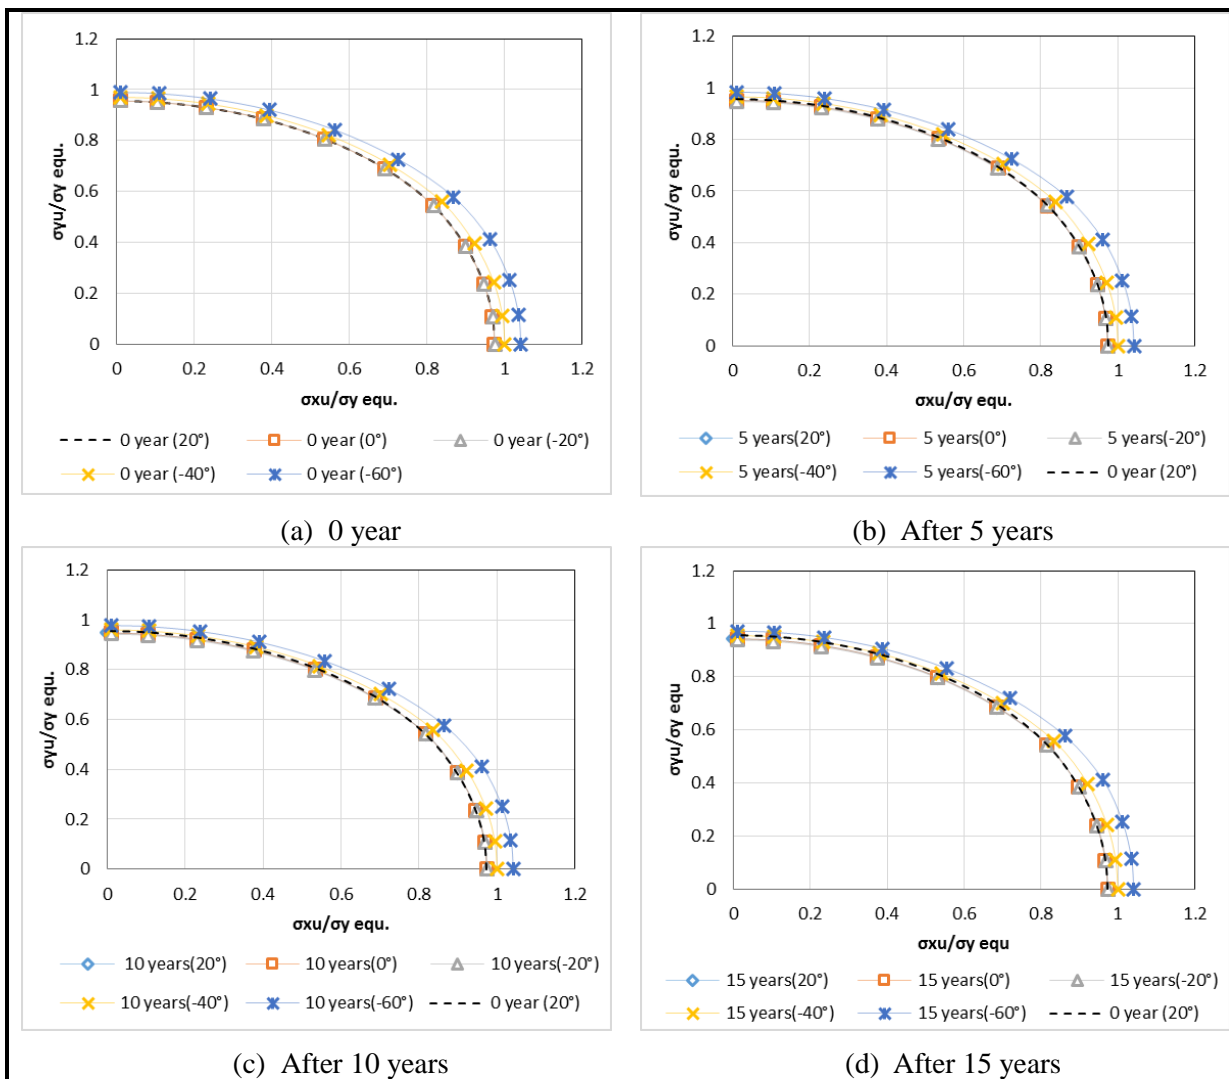 1.2
1
0.8
0.6
0.4
0.2
0
0 0.2 0.4 0.6 0.8 1 1.2
σyu/σy equ.
σxu/σy equ.
0 year (20°) 0 year (0°) 0 year (-20°)
0 year (-40°) 0 year (-60°)
(a) 0 year
1.2
1
0.8
0.6
0.4
0.2
0
0 0.2 0.4 0.6 0.8 1 1.2
σyu/σy equ.
σxu/σy equ.
5 years(20°) 5 years(0°) 5 years(-20°)
5 years(-40°) 5 years(-60°) 0 year (20°)
(b) After 5 years
1.2
1
0.8
0.6
0.4
0.2
0
0 0.2 0.4 0.6 0.8 1 1.2
σyu/σy equ.
σxu/σy equ.
10 years(20°) 10 years(0°) 10 years(-20°)
10 years(-40°) 10 years(-60°) 0 year (20°)
(c) After 10 years
1.2
1
0.8
0.6
0.4
0.2
0
0 0.2 0.4 0.6 0.8 1 1.2
σyu/σy equ
σxu/σy equ
15 years(20°) 15 years(0°) 15 years(-20°)
15 years(-40°) 15 years(-60°) 0 year (20°)
(d) After 15 years